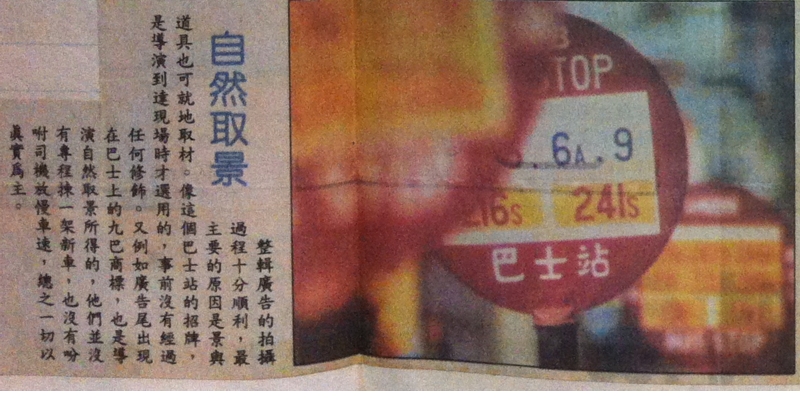 自然取景
整輯廣告的拍攝
過程十分順利，最
主要的原因是景與
道具也可就地取材。像這個巴士站的招牌，
是導演到達現場時才選用的，事前沒有經過
任何修飾。又例如廣告尾出現
在巴士上的九巴商標，也是導
演自然取景所得的，他們並沒
有專程揀一架新車，也沒有吩
咐司機放慢車速，總之一切以
眞實爲主。
TOP
6A.9
216s 241s
巴士站